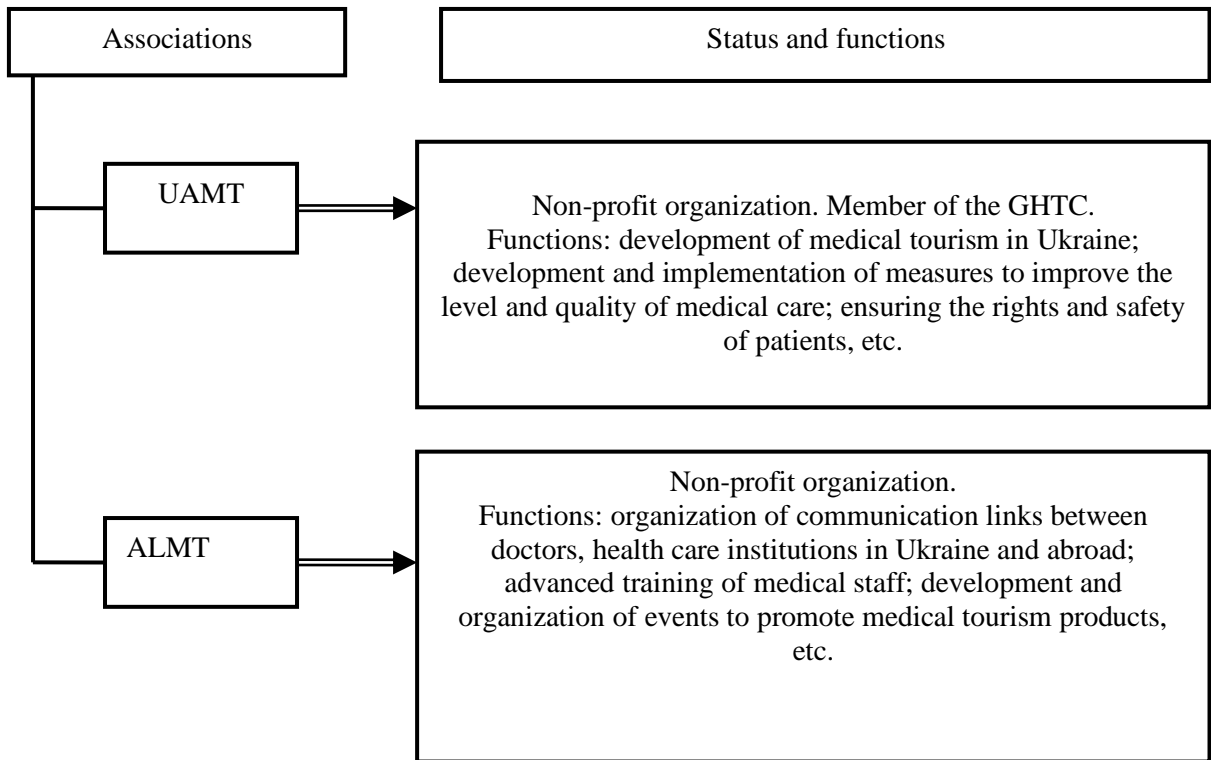 Associations
Status and functions
UAMT
Non-profit organization. Member of the GHTC.
Functions: development of medical tourism in Ukraine;
development and implementation of measures to improve the
level and quality of medical care; ensuring the rights and safety
of patients, etc.
ALMT
Non-profit organization.
Functions: organization of communication links between
doctors, health care institutions in Ukraine and abroad;
advanced training of medical staff; development and
organization of events to promote medical tourism products,
etc.